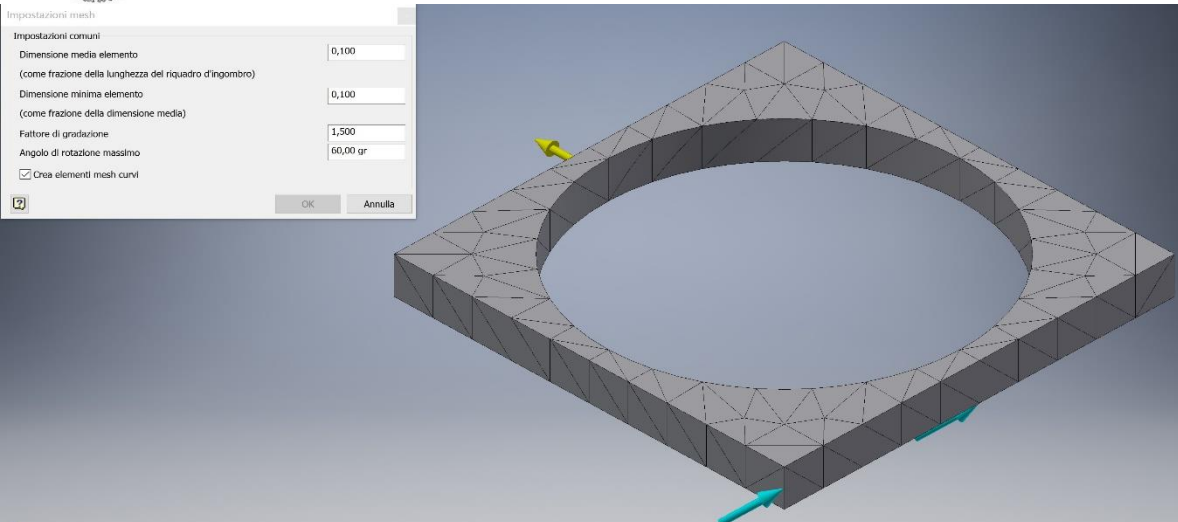 Impostazioni mesh
Impostazioni comuni
Dimensione media elemento
0,100
(come frazione della lunghezza del riquadro d'ingombro)
Dimensione minima elemento
0,100
(come frazione della dimensione media)
Fattore di gradazione
1,500
Angolo di rotazione massimo
60,00 gr
Crea elementi mesh curvi
?
OK
Annulla